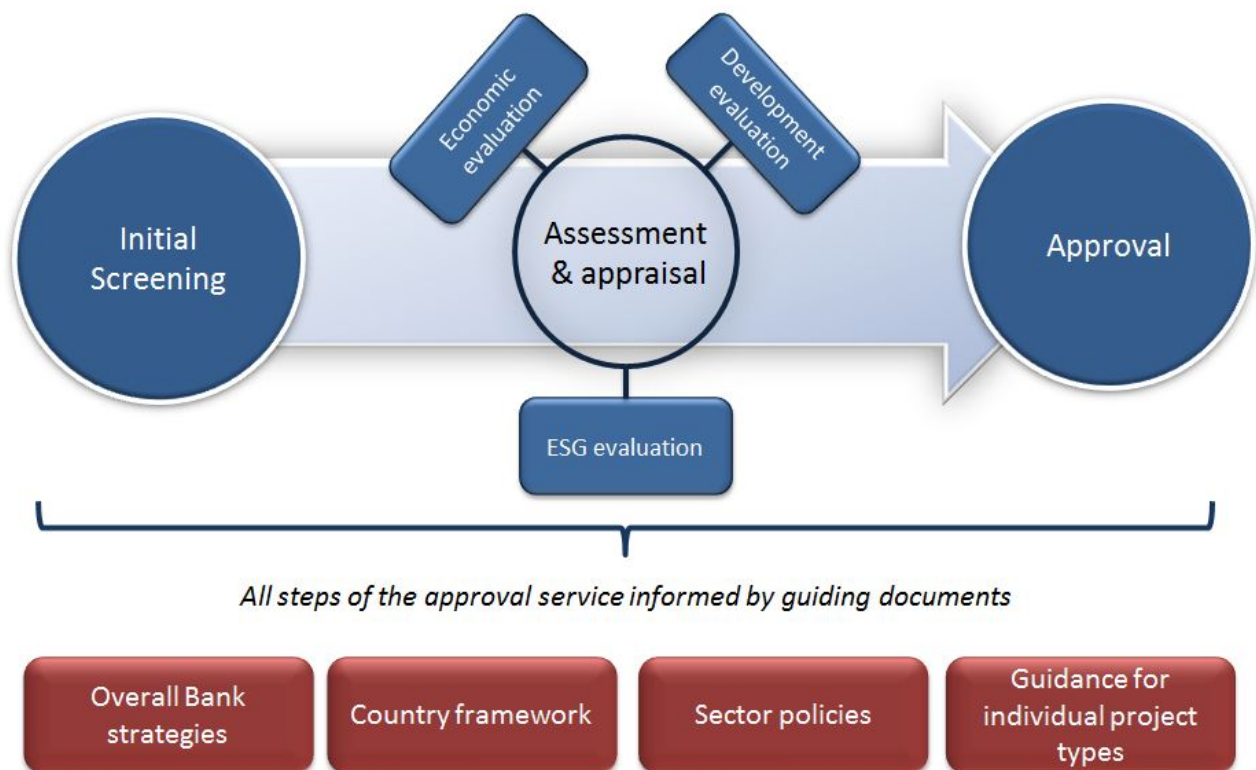 Initial
Screening
Economic
evaluation
Development
evaluation
Assessment
& appraisal
Approval
ESG evaluation
All steps of the approval service informed by guiding documents
Overall Bank
strategies
Country framework
Sector policies
Guidance for
individual project
types